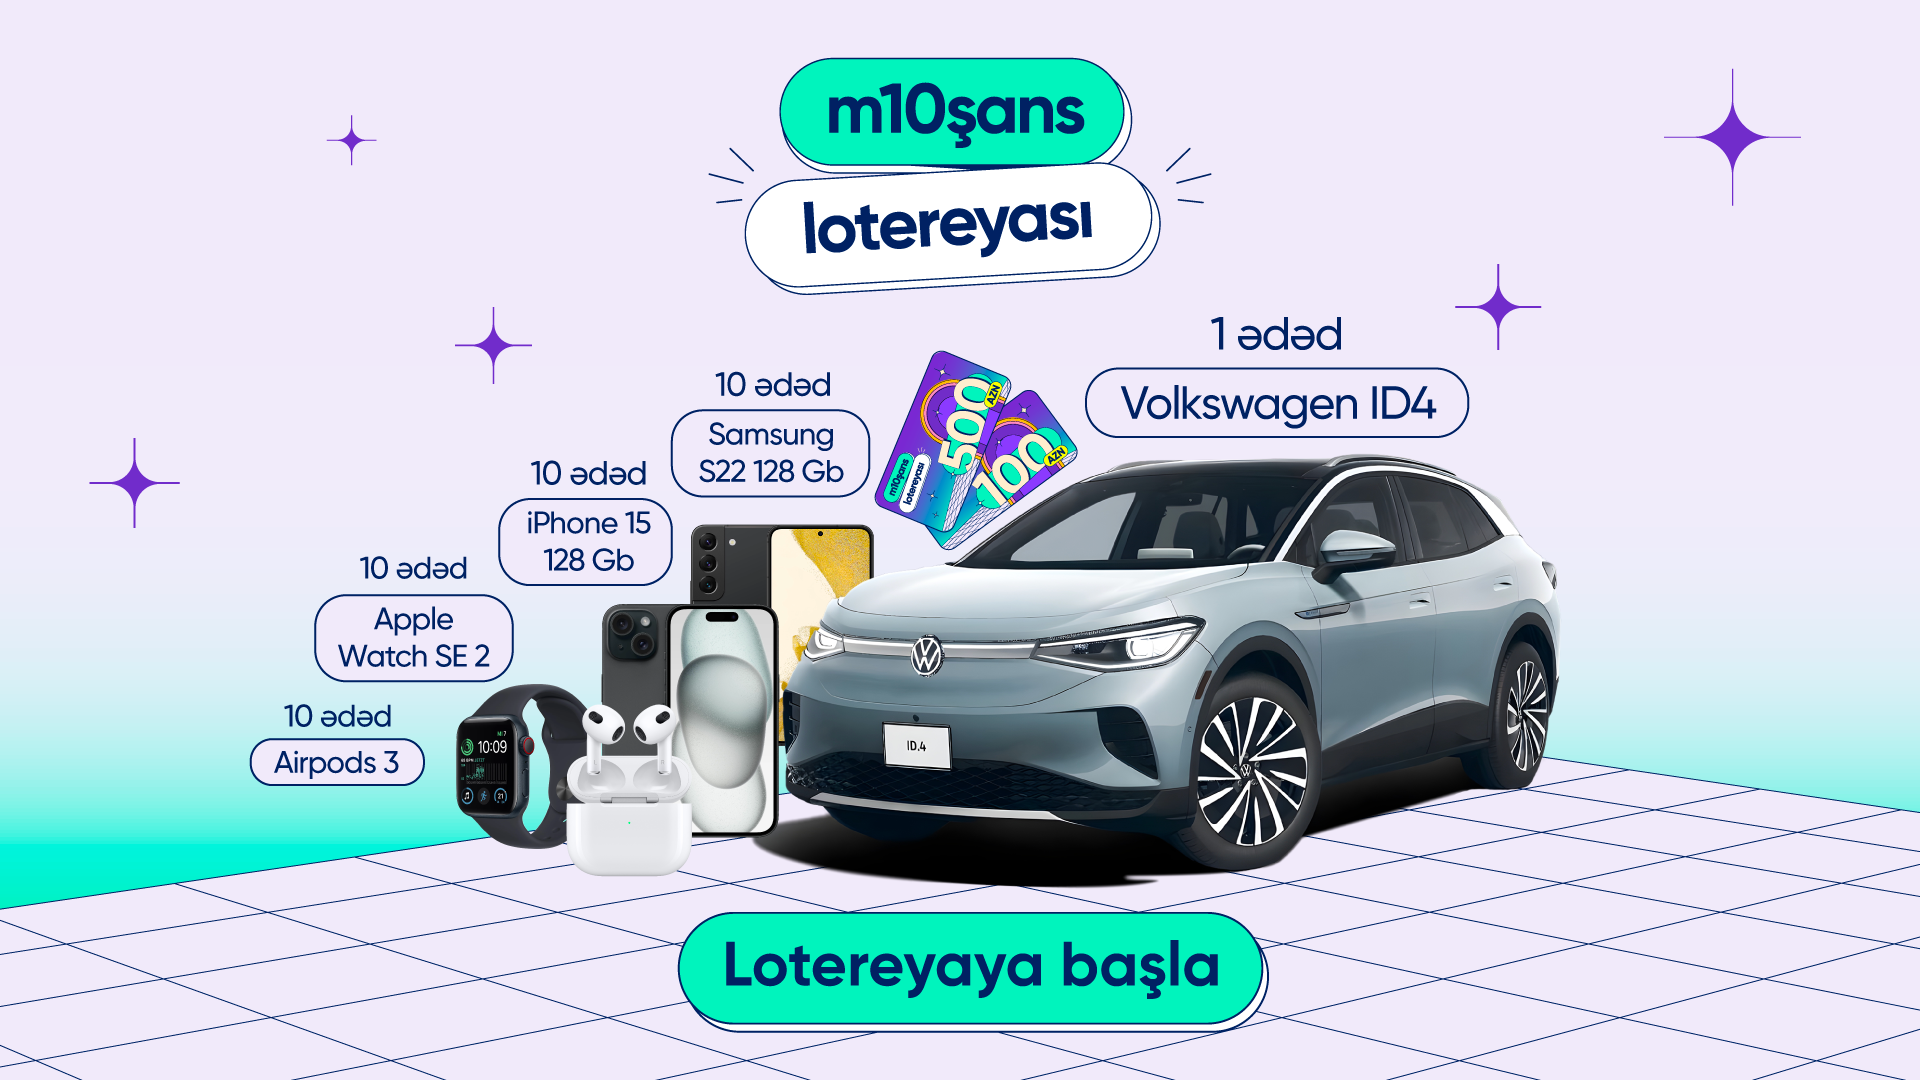 m10şans
lotereyası
1 ədəd
Volkswagen ID4
10 ədəd
Samsung
S22 128 Gb
500
AZN
100
AZN
m10şans
lotereyası
10 ədəd
iPhone 15
128 Gb
10 ədəd
Apple
Watch SE 2
10 ədəd
Airpods 3
10:09
21
ID.4
Lotereyaya başla